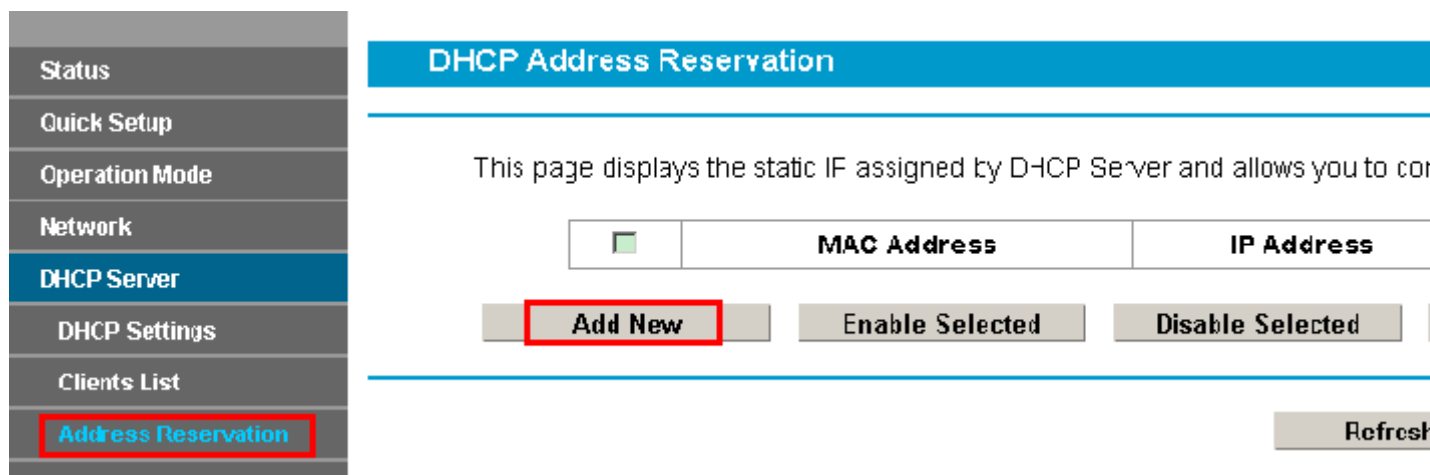 Status
Quick Setup
Operation Mode
Network
DHCP Server
DHCP Settings
Clients List
Address Reservation
DHCP Address Reservation
This page displays the static IP assigned by DHCP Server and allows you to
MAC Address IP Address
Add New Enable Selected Disable Selected
Refresh